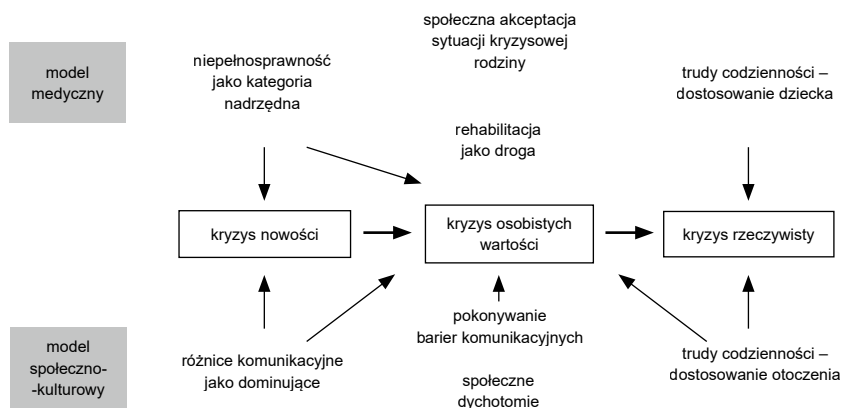 model
medyczny
niepełnosprawność
jako kategoria
nadrzędna
społeczna akceptacja
sytuacji kryzysowej
rodziny
rehabilitacja
jako droga
trudy codzienności –
dostosowanie dziecka
kryzys nowości
kryzys osobistych
wartości
kryzys rzeczywisty
model
społeczno-
-kulturowy
różnice komunikacyjne
jako dominujące
pokonywanie
barier komunikacyjnych
społeczne
dychotomie
trudy codzienności –
dostosowanie otoczenia